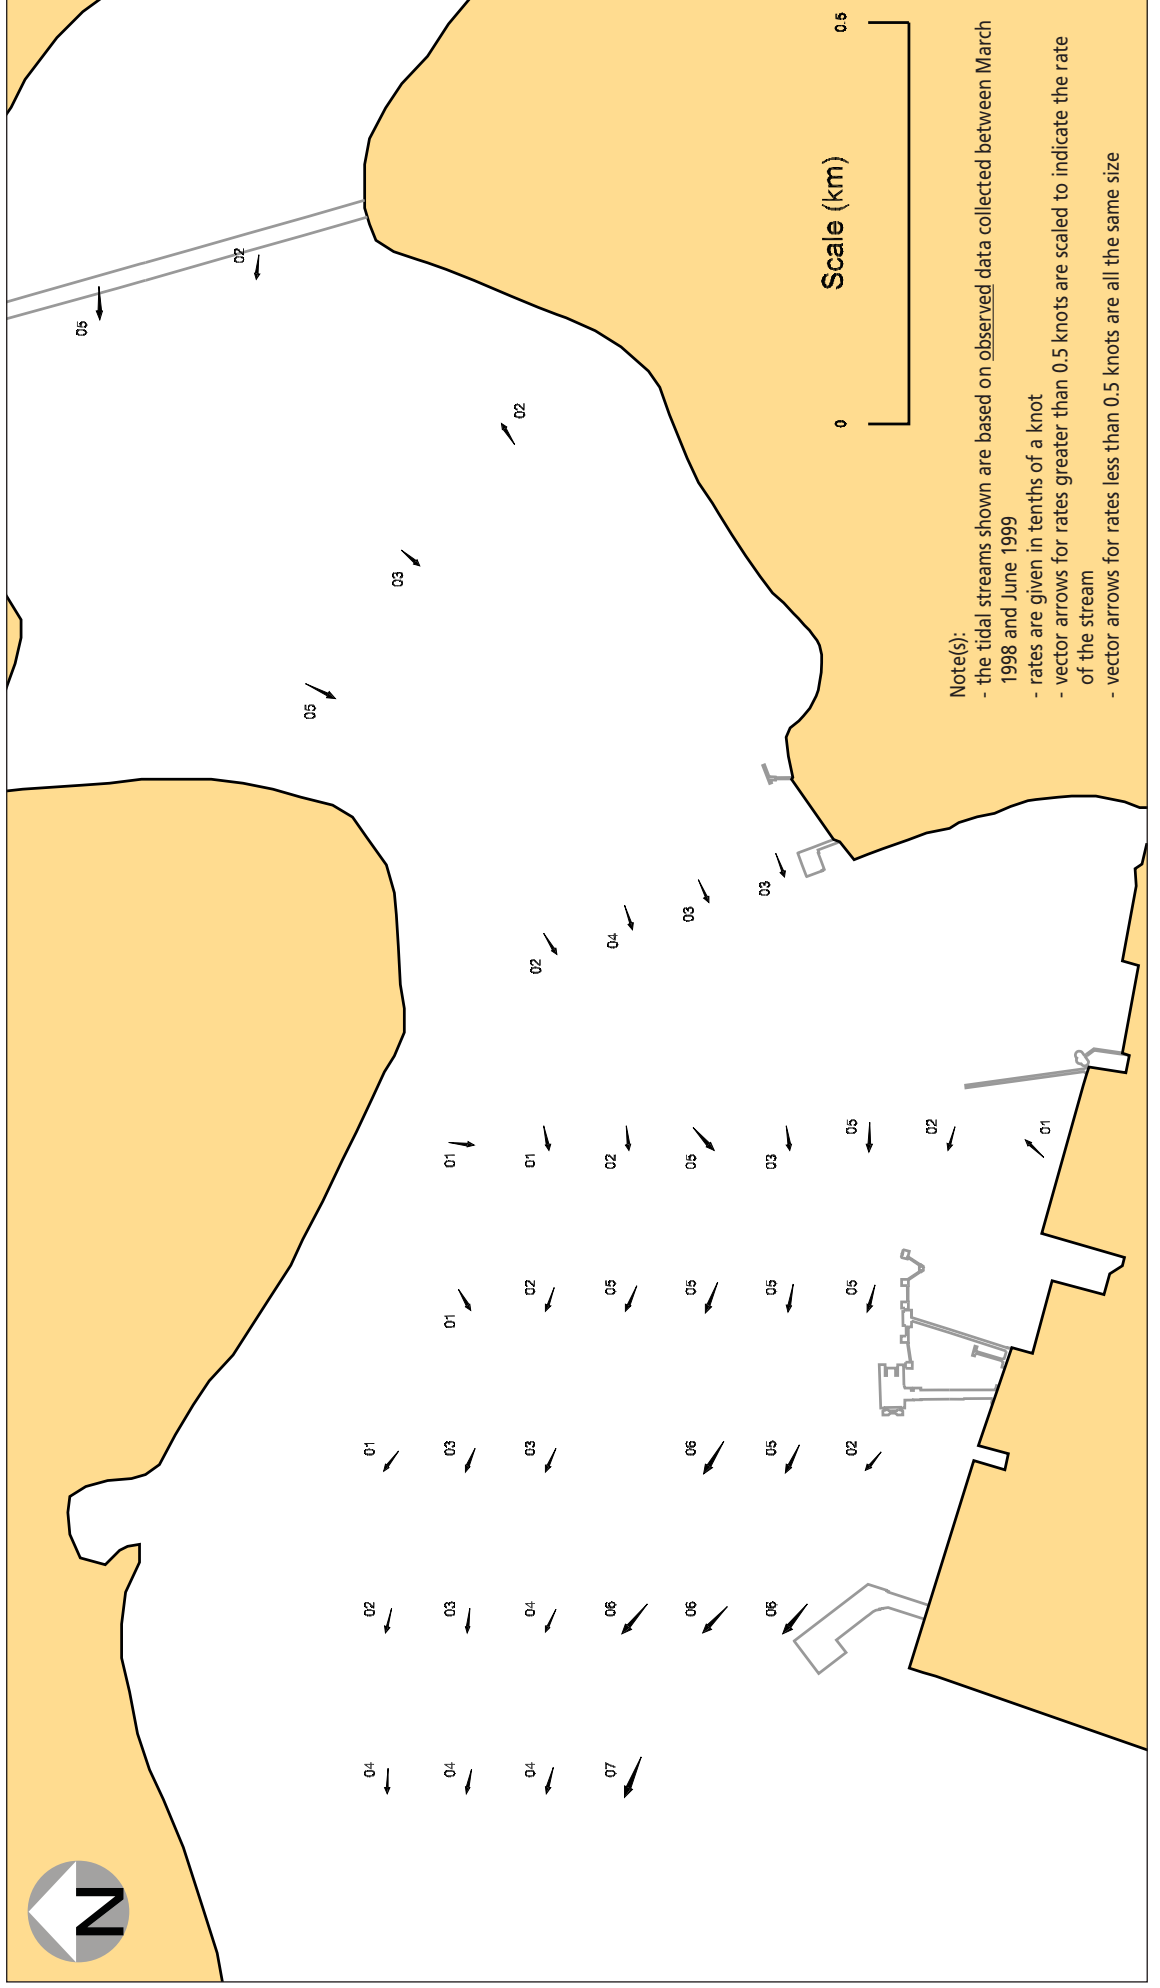 N
05
02
05
04 02 01
03
04 03 03 01 01
02
04 04 03 02 01 02
07 06 05 02 04
06 06 05 05 03
06 05 05 03 03
02 05 05
02
01
Scale (km)
0 0.5
Note(s):
- the tidal streams shown are based on observed data collected between March
1998 and June 1999
- rates are given in tenths of a knot
- vector arrows for rates greater than 0.5 knots are scaled to indicate the rate
of the stream
- vector arrows for rates less than 0.5 knots are all the same size